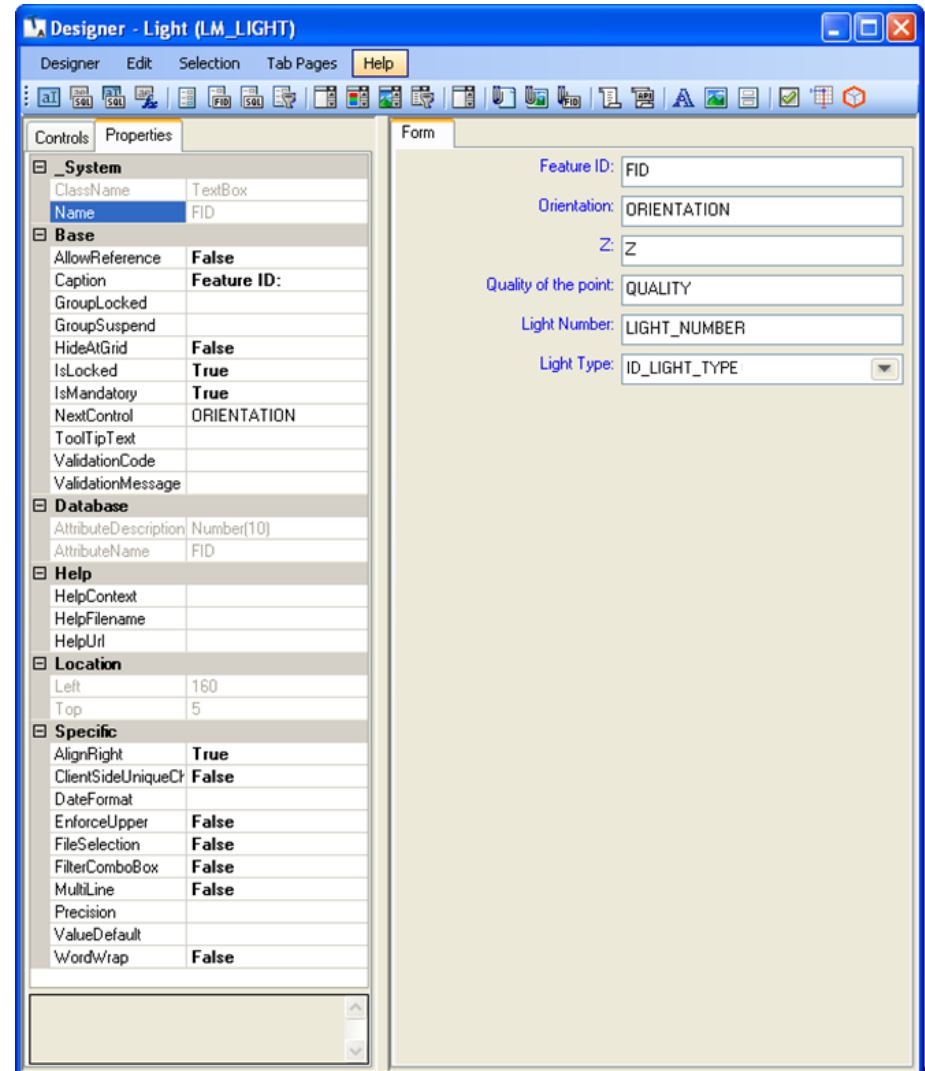 Designer - Light (LM_LIGHT)
Designer Edit Selection Tab Pages Help
Controls Properties
_System
ClassName TextBox
Name FID
Base
AllowReference False
Caption Feature ID:
GroupLocked
GroupSuspend
HideAtGrid False
IsLocked True
IsMandatory True
NextControl ORIENTATION
ToolTipText
ValidationCode
ValidationMessage
Database
AttributeDescription Number(10)
AttributeName FID
Help
HelpContext
HelpFilename
HelpUrl
Location
Left 160
Top 5
Specific
AlignRight True
ClientSideUniqueCh False
DateFormat
EnforceUpper False
FileSelection False
FilterComboBox False
MultiLine False
Precision
ValueDefault
WordWrap False
Form
Feature ID: FID
Orientation: ORIENTATION
Z: Z
Quality of the point: QUALITY
Light Number: LIGHT_NUMBER
Light Type: ID_LIGHT_TYPE